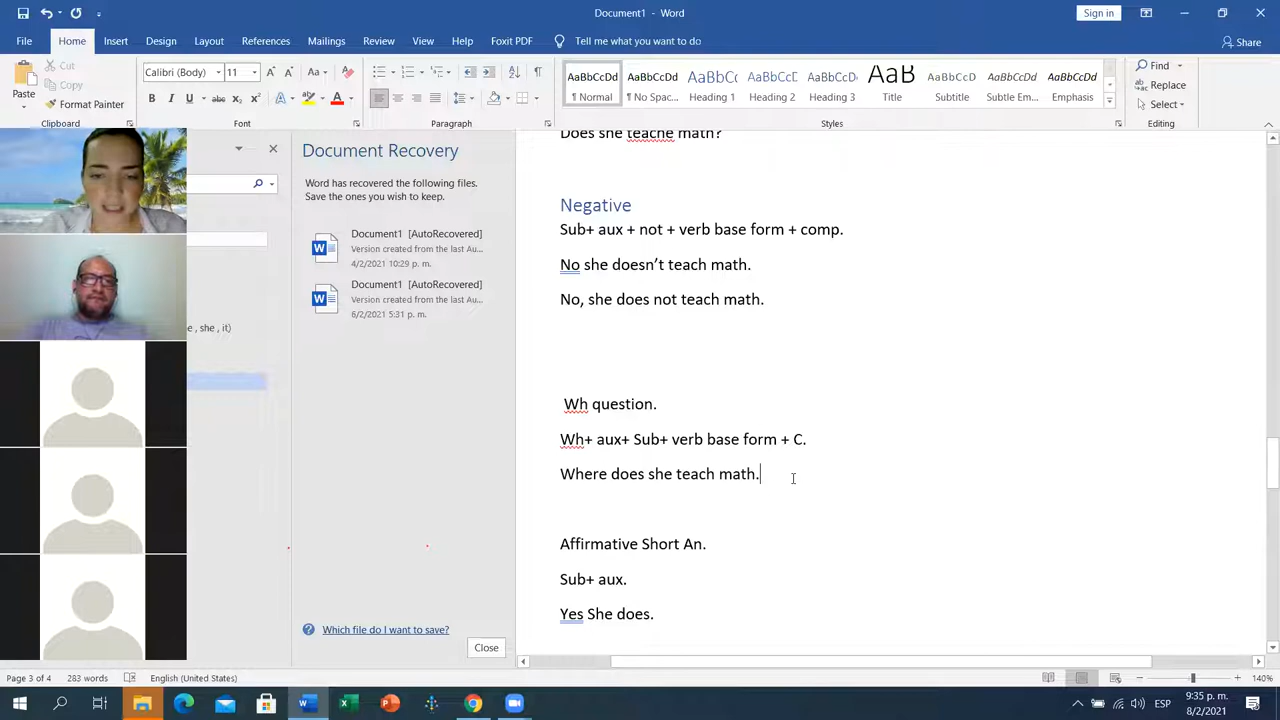 Document1 - Word
Sign in
File Home Insert Design Layout References Mailings Review View Help Foxit PDF Tell me what you want to do
Share
Paste
Cut
Copy
Format Painter
Clipboard
Calibri (Body) 11
Font
Paragraph
AaBbCcDd AaBbCcDd AaBbCc AaBbCcD AaBbCcD AaB AaBbCcD AaBbCcDd AaBbCcDd
¶ Normal ¶ No Spac... Heading 1 Heading 2 Heading 3 Title Subtitle Subtle Em... Emphasis
Styles
Find
Replace
Select
Editing
e , she , it)
Document Recovery
Word has recovered the following files.
Save the ones you wish to keep.
Document1 [AutoRecovered]
Version created from the last Au...
4/2/2021 10:29 p. m.
Document1 [AutoRecovered]
Version created from the last Au...
6/2/2021 5:31 p. m.
Which file do I want to save?
Close
Does she teache math?
Negative
Sub+ aux + not + verb base form + comp.
No she doesn’t teach math.
No, she does not teach math.
Wh question.
Wh+ aux+ Sub+ verb base form + C.
Where does she teach math.
Affirmative Short An.
Sub+ aux.
Yes She does.
Page 3 of 4 283 words English (United States)
140%
ESP
9:35 p. m.
8/2/2021